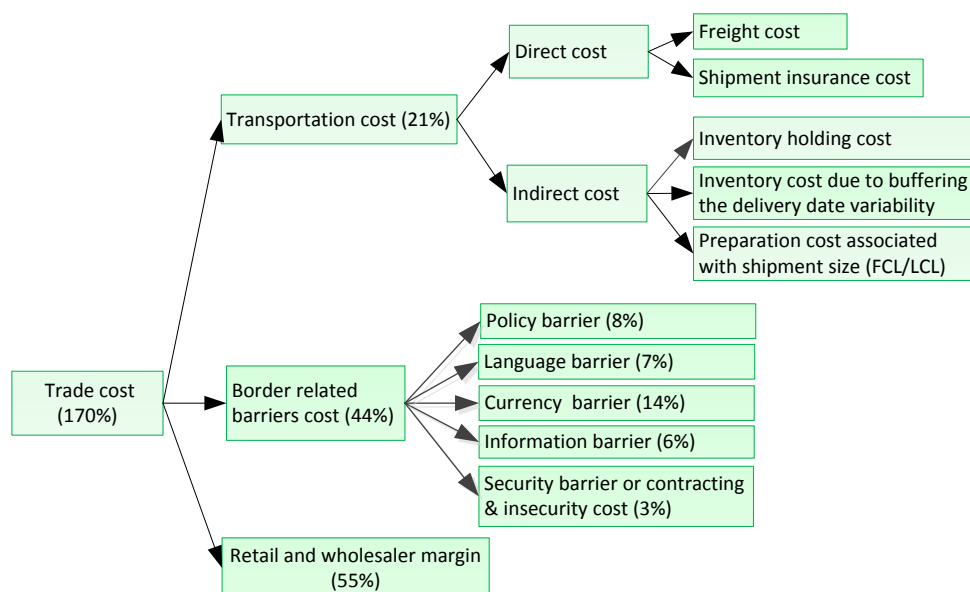 Trade cost
(170%)
Transportation cost (21%)
Direct cost
Freight cost
Shipment insurance cost
Indirect cost
Inventory holding cost
Inventory cost due to buffering
the delivery date variability
Preparation cost associated
with shipment size (FCL/LCL)
Border related
barriers cost (44%)
Policy barrier (8%)
Language barrier (7%)
Currency  barrier (14%)
Information barrier (6%)
Security barrier or contracting
& insecurity cost (3%)
Retail and wholesaler margin
(55%)